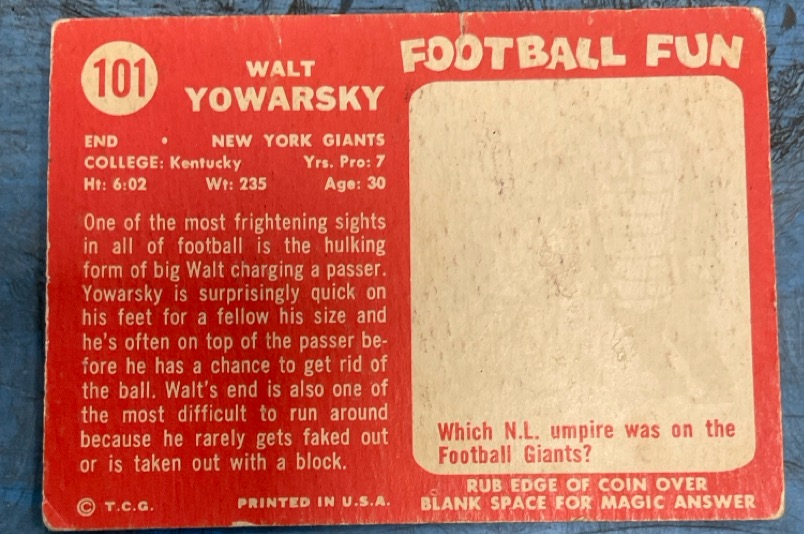 101
WALT
YOWARSKY
END • NEW YORK GIANTS
COLLEGE: Kentucky Yrs. Pro: 7
Ht: 6:02 Wt: 235 Age: 30
One of the most frightening sights
in all of football is the hulking
form of big Walt charging a passer.
Yowarsky is surprisingly quick on
his feet for a fellow his size and
he's often on top of the passer be-
fore he has a chance to get rid of
the ball. Walt's end is also one of
the most difficult to run around
because he rarely gets faked out
or is taken out with a block.
© T.C.G. PRINTED IN U.S.A.
FOOTBALL FUN
Which N.L. umpire was on the
Football Giants?
RUB EDGE OF COIN OVER
BLANK SPACE FOR MAGIC ANSWER